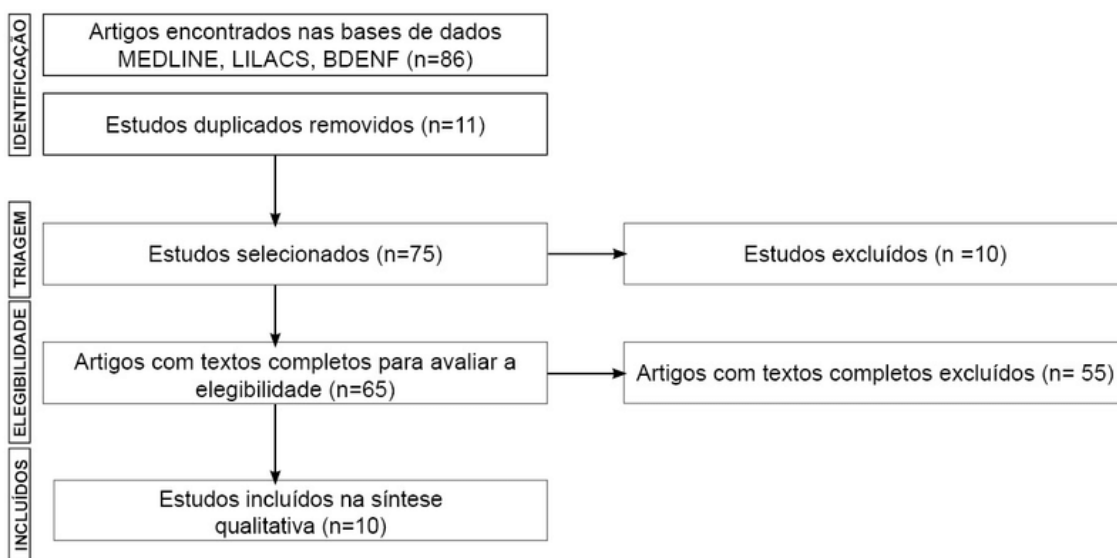 IDENTIFICAÇÃO
Artigos encontrados nas bases de dados
MEDLINE, LILACS, BDENF (n=86)
Estudos duplicados removidos (n=11)
TRIAGEM
Estudos selecionados (n=75)
Estudos excluídos (n =10)
ELEGIBILIDADE
Artigos com textos completos para avaliar a
elegibilidade (n=65)
Artigos com textos completos excluídos (n= 55)
INCLUÍDOS
Estudos incluídos na síntese
qualitativa (n=10)